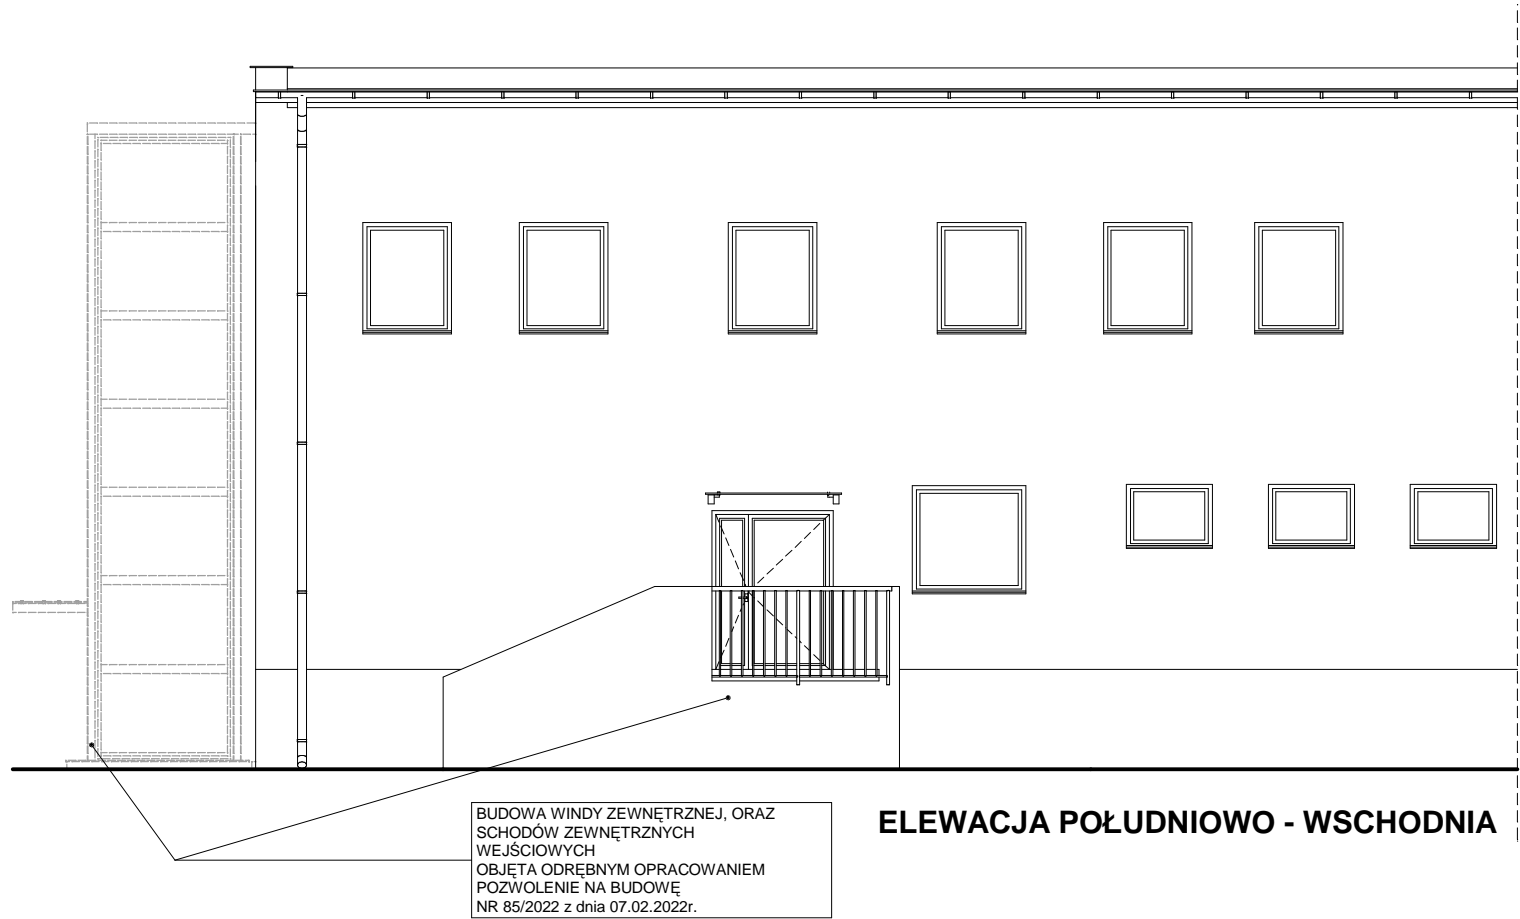 BUDOWA WINDY ZEWNĘTRZNEJ, ORAZ
SCHODÓW ZEWNĘTRZNYCH
WEJŚCIOWYCH
OBJĘTA ODRĘBNYM OPRACOWANIEM
POZWOLENIE NA BUDOWĘ
NR 85/2022 z dnia 07.02.2022r.
ELEWACJA POŁUDNIOWO - WSCHODNIA